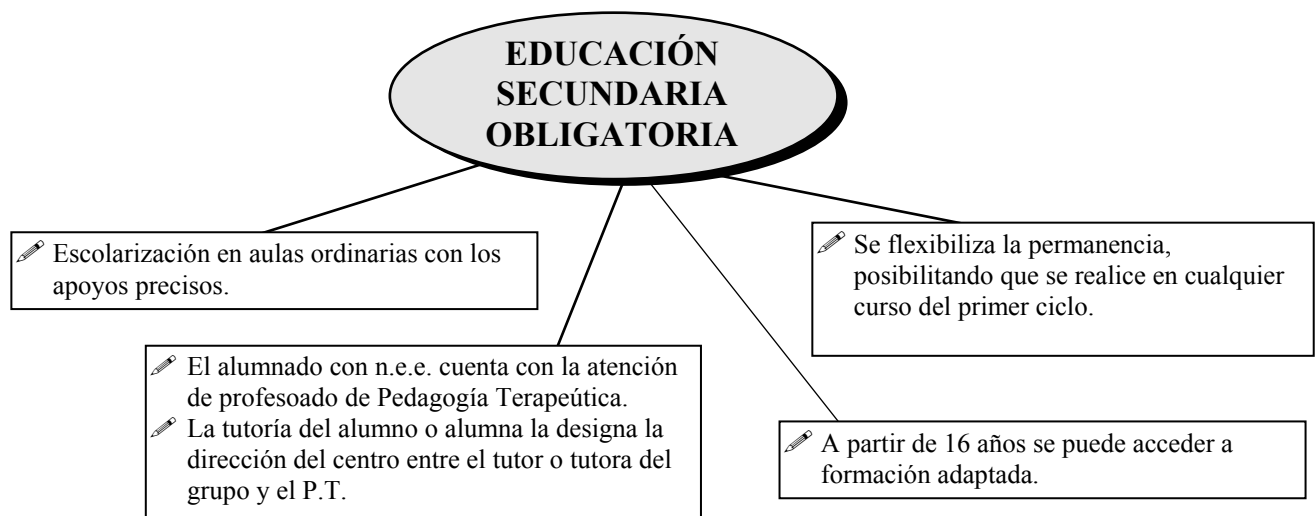 EDUCACIÓN
SECUNDARIA
OBLIGATORIA
Escolarización en aulas ordinarias con los
apoyos precisos.
Se flexibiliza la permanencia,
posibilitando que se realice en cualquier
curso del primer ciclo.
El alumnado con n.e.e. cuenta con la atención
de profesoado de Pedagogía Terapeútica.
La tutoría del alumno o alumna la designa la
dirección del centro entre el tutor o tutora del
grupo y el P.T.
A partir de 16 años se puede acceder a
formación adaptada.